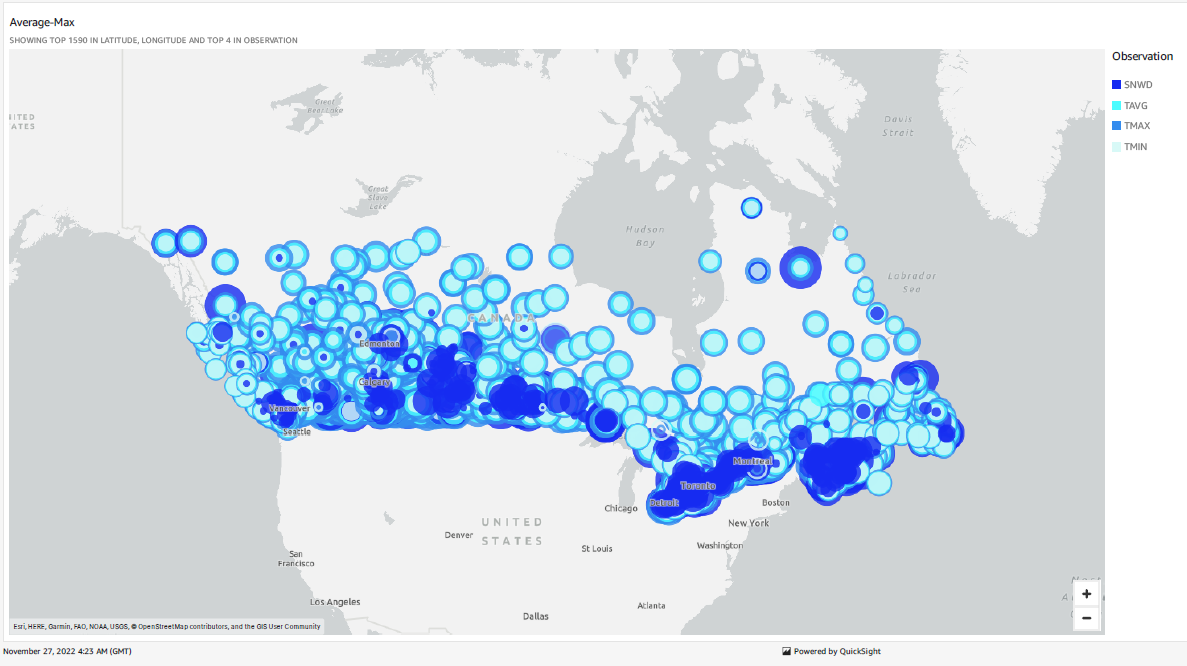 Average-Max
SHOWING TOP 1590 IN LATITUDE, LONGITUDE AND TOP 4 IN OBSERVATION
Observation
SNWD
TAVG
TMAX
TMIN
Great
Bear Lake
Davis
Strait
ATES
Great
Slave
Lake
Hudson
Bay
Labrador
Sea
CANADA
Edmonton
Calgary
Vancouver
Seattle
Montreal
Toronto
Detroit
Chicago
Boston
New York
UNITED
STATES
Denver
St Louis
Washington
San
Francisco
Los Angeles
Atlanta
Dallas
+
−
Esri, HERE, Garmin, FAO, NOAA, USGS, © OpenStreetMap contributors, and the GIS User Community
November 27, 2022 4:23 AM (GMT)
Powered by QuickSight